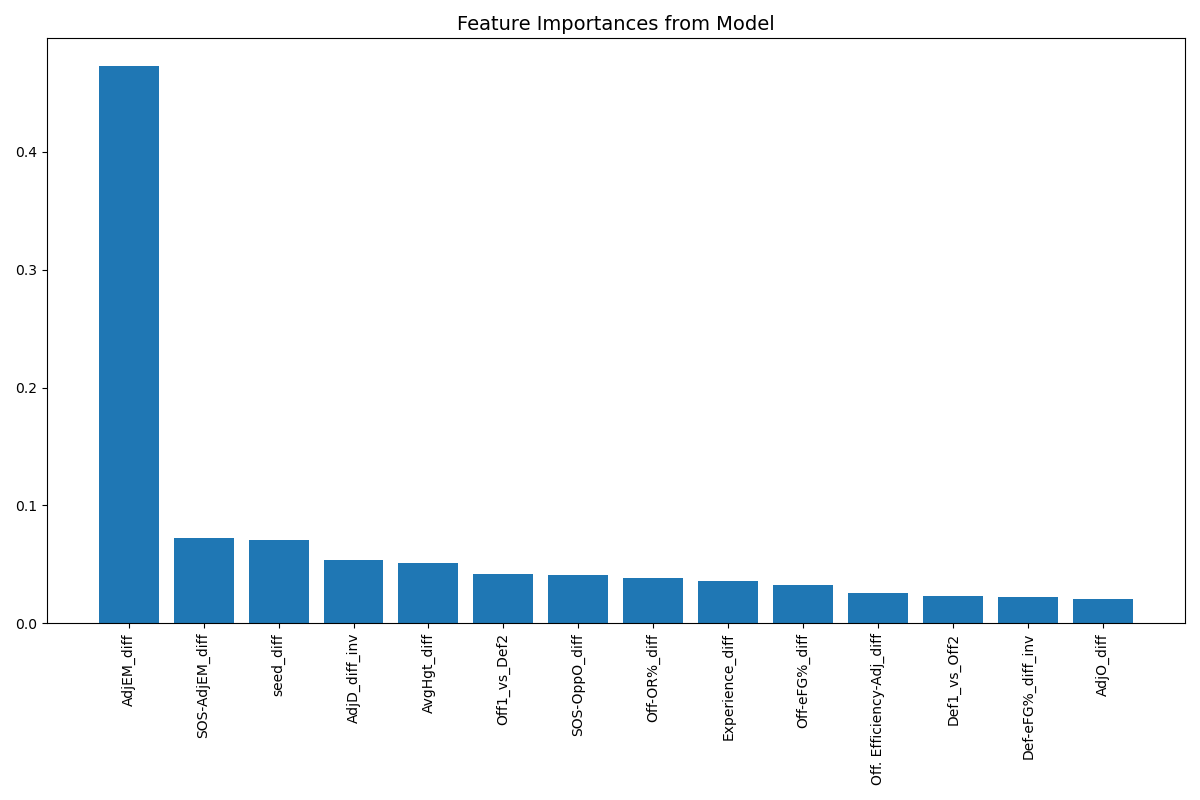 Feature Importances from Model
0.4
0.3
0.2
0.1
0.0
AdjEM_diff
SOS-AdjEM_diff
seed_diff
AdjD_diff_inv
AvgHgt_diff
Off1_vs_Def2
SOS-OppO_diff
Off-OR%_diff
Experience_diff
Off-eFG%_diff
Off. Efficiency-Adj_diff
Def1_vs_Off2
Def-eFG%_diff_inv
AdjO_diff